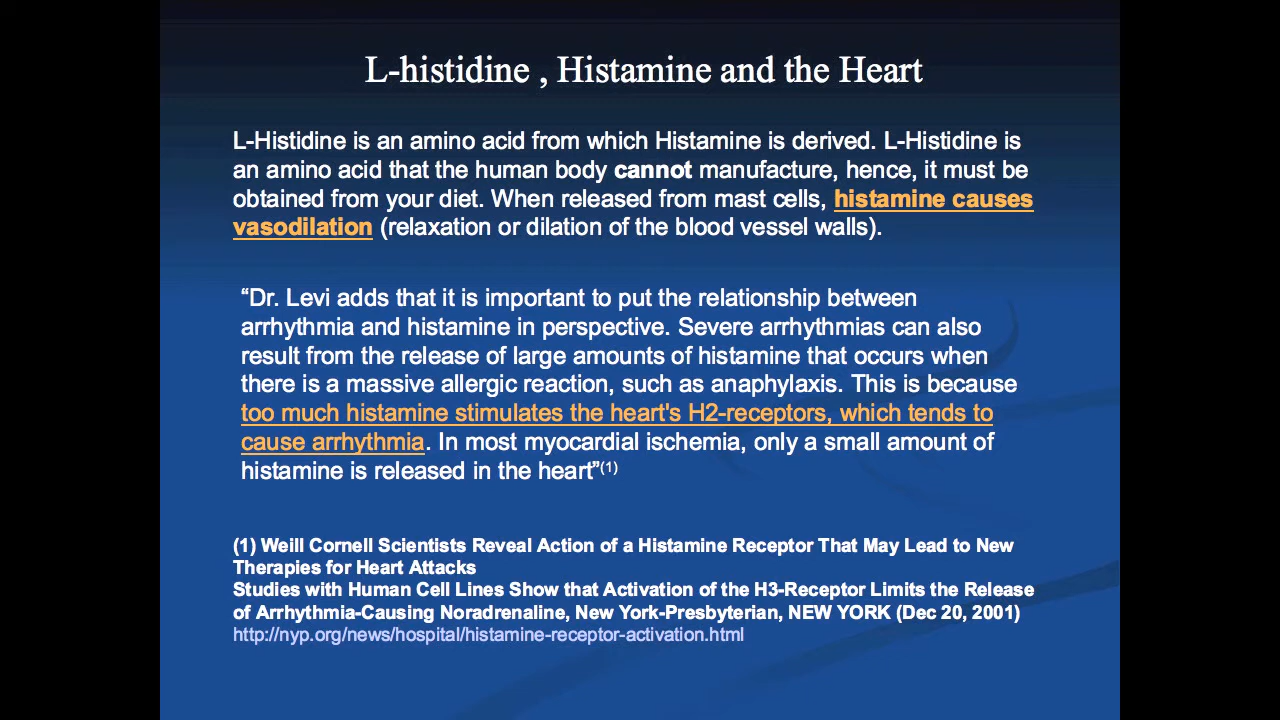 L-histidine , Histamine and the Heart
L-Histidine is an amino acid from which Histamine is derived. L-Histidine is
an amino acid that the human body cannot manufacture, hence, it must be
obtained from your diet. When released from mast cells, histamine causes
vasodilation (relaxation or dilation of the blood vessel walls).
“Dr. Levi adds that it is important to put the relationship between
arrhythmia and histamine in perspective. Severe arrhythmias can also
result from the release of large amounts of histamine that occurs when
there is a massive allergic reaction, such as anaphylaxis. This is because
too much histamine stimulates the heart's H2-receptors, which tends to
cause arrhythmia. In most myocardial ischemia, only a small amount of
histamine is released in the heart”(1)
(1) Weill Cornell Scientists Reveal Action of a Histamine Receptor That May Lead to New
Therapies for Heart Attacks
Studies with Human Cell Lines Show that Activation of the H3-Receptor Limits the Release
of Arrhythmia-Causing Noradrenaline, New York-Presbyterian, NEW YORK (Dec 20, 2001)
http://nyp.org/news/hospital/histamine-receptor-activation.html